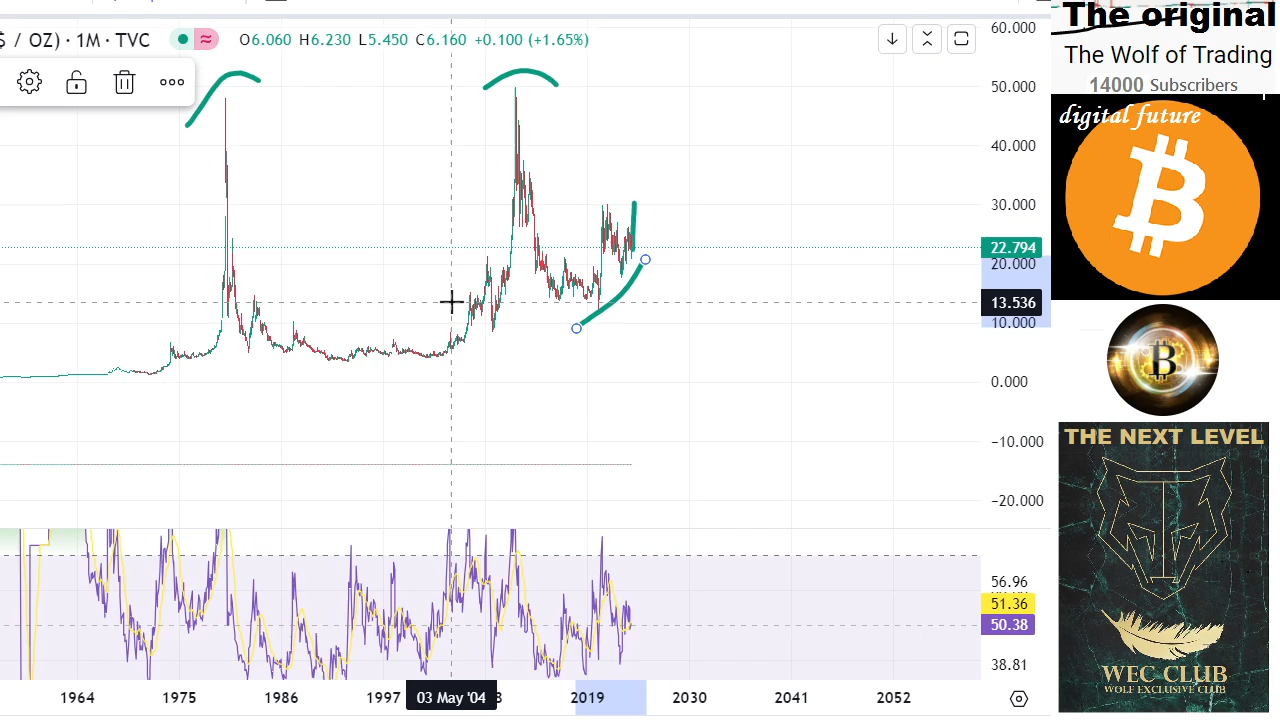 $ / OZ) · 1M · TVC
O6.060 H6.230 L5.450 C6.160 +0.100 (+1.65%)
60.000
50.000
40.000
30.000
22.794
20.000
13.536
10.000
0.000
−10.000
−20.000
56.96
51.36
50.38
38.81
1964
1975
1986
1997
03 May '04
8
2019
2030
2041
2052
The original
The Wolf of Trading
14000 Subscribers
digital future
THE NEXT LEVEL
WEC CLUB
WOLF EXCLUSIVE CLUB